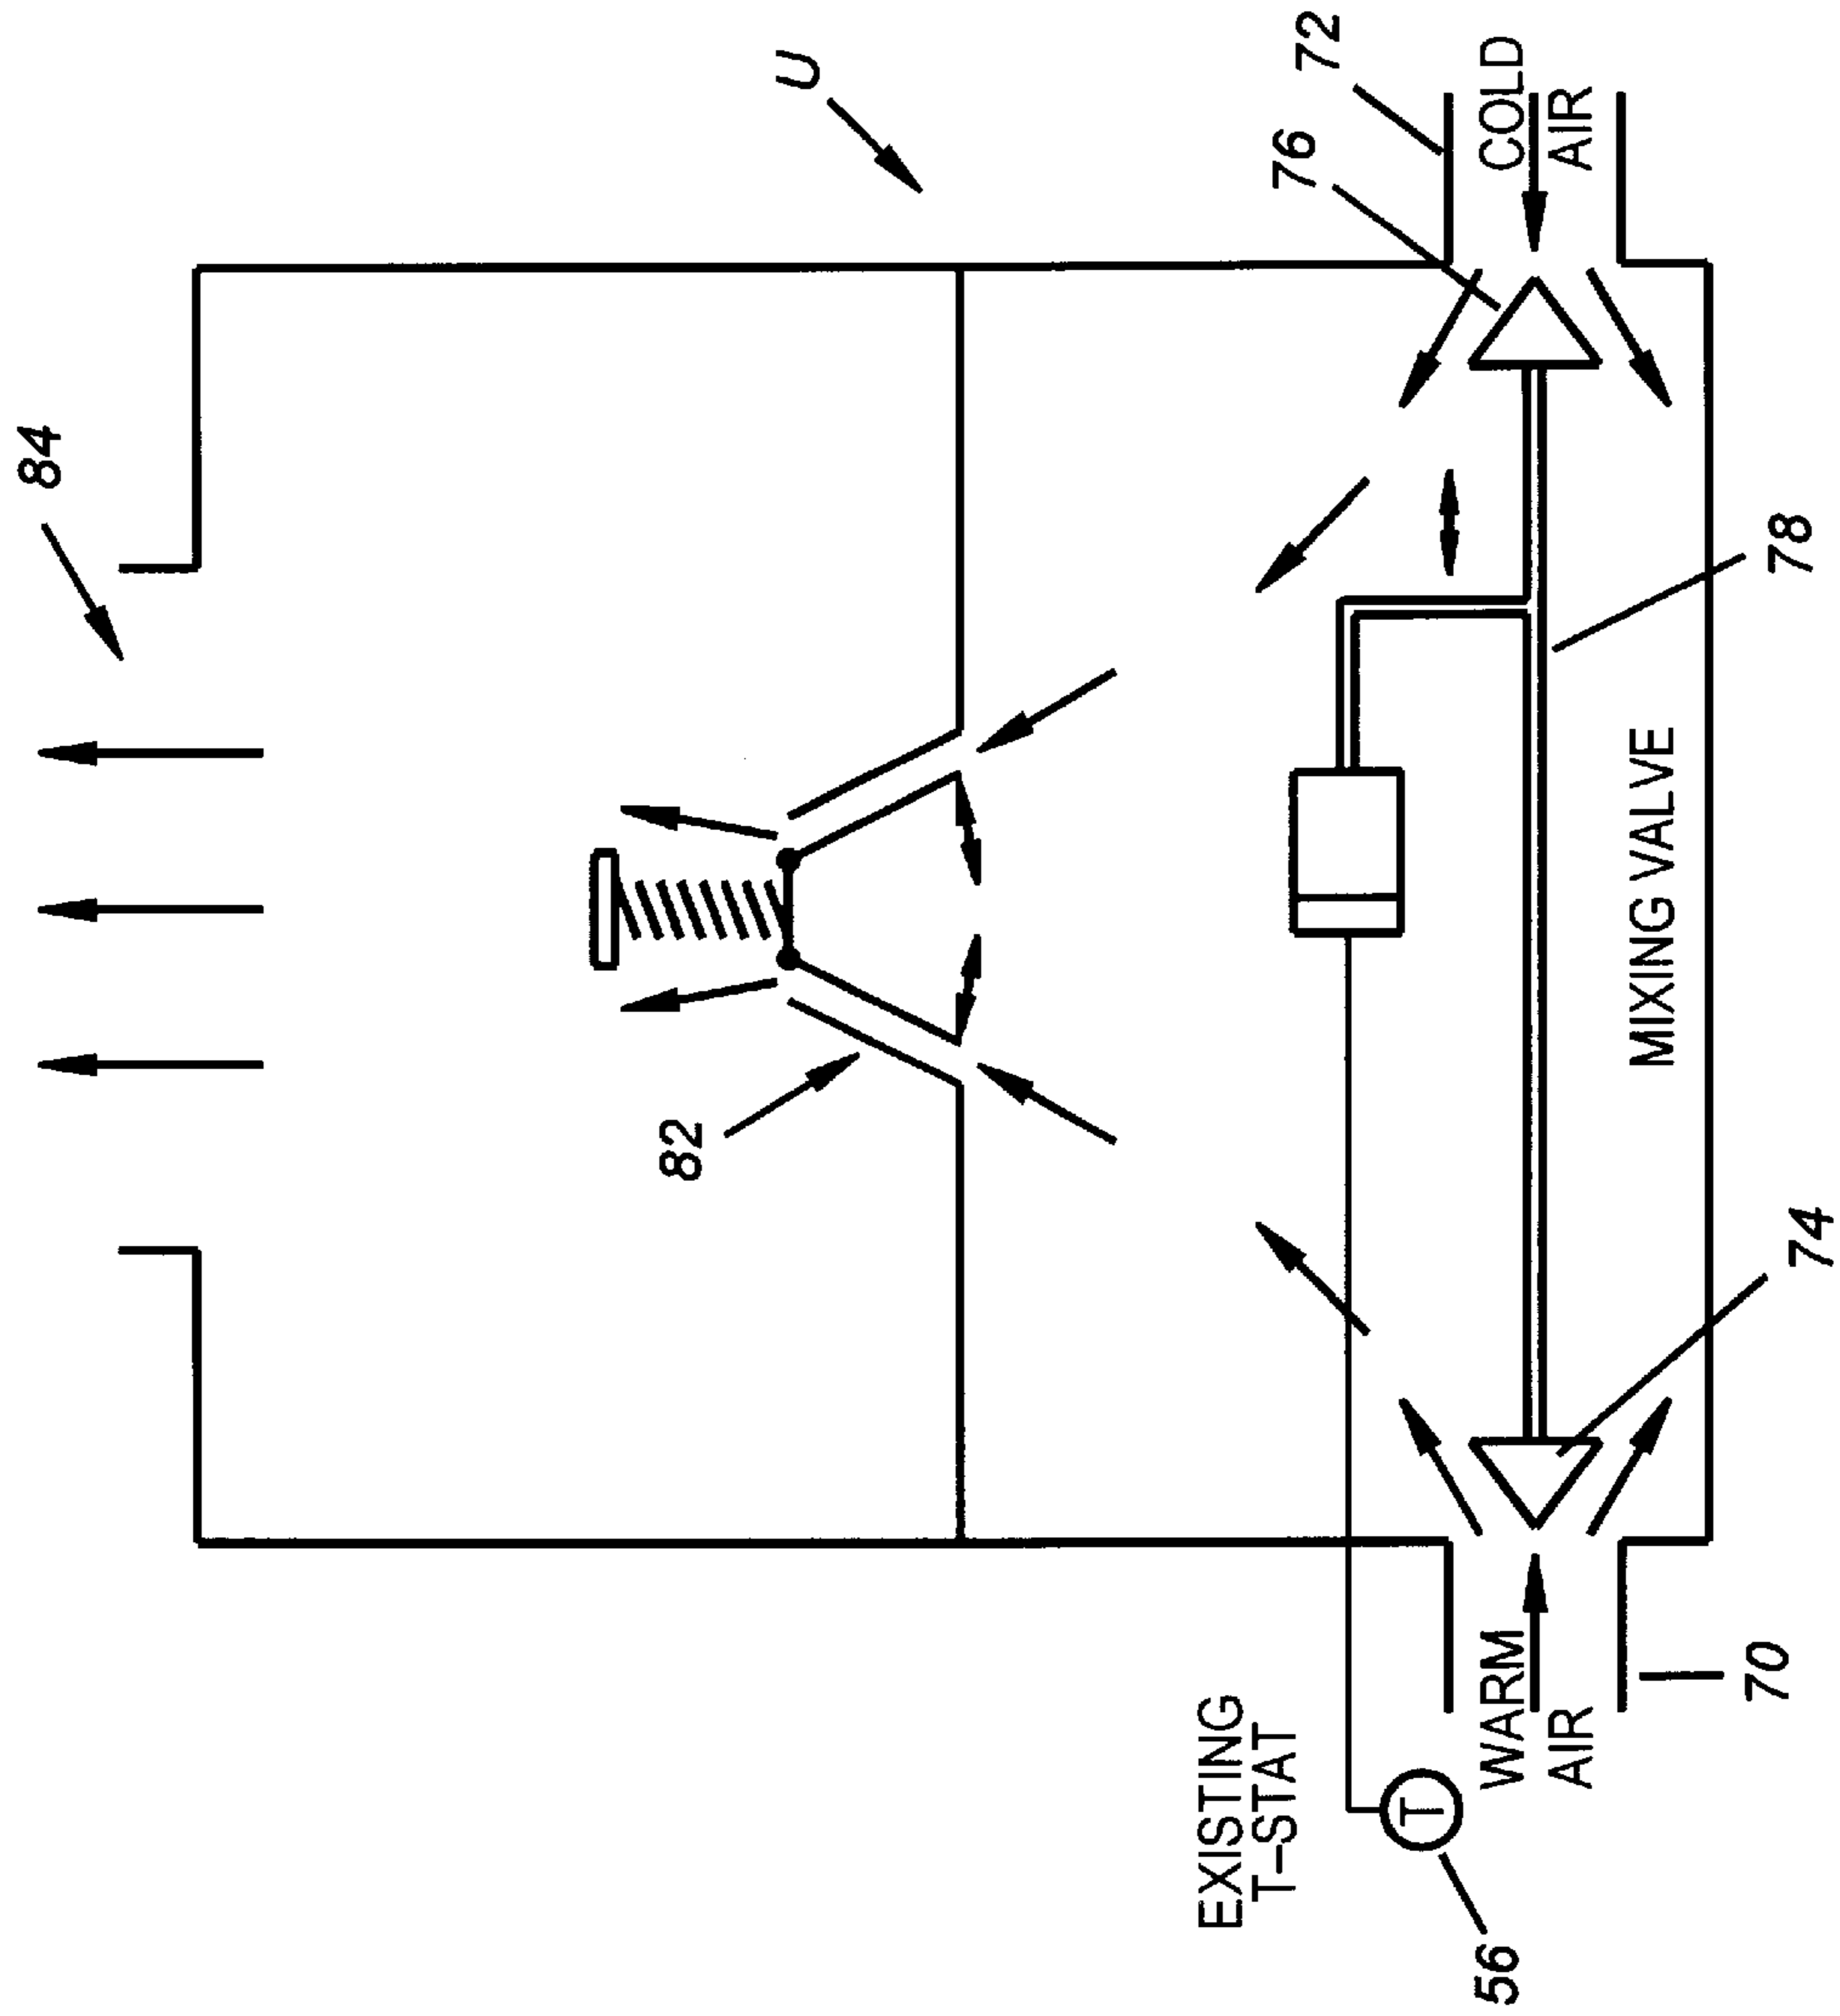 84
U
72
76
COLD
AIR
78
82
MIXING VALVE
74
EXISTING
T-STAT
T
WARM
AIR
70
56